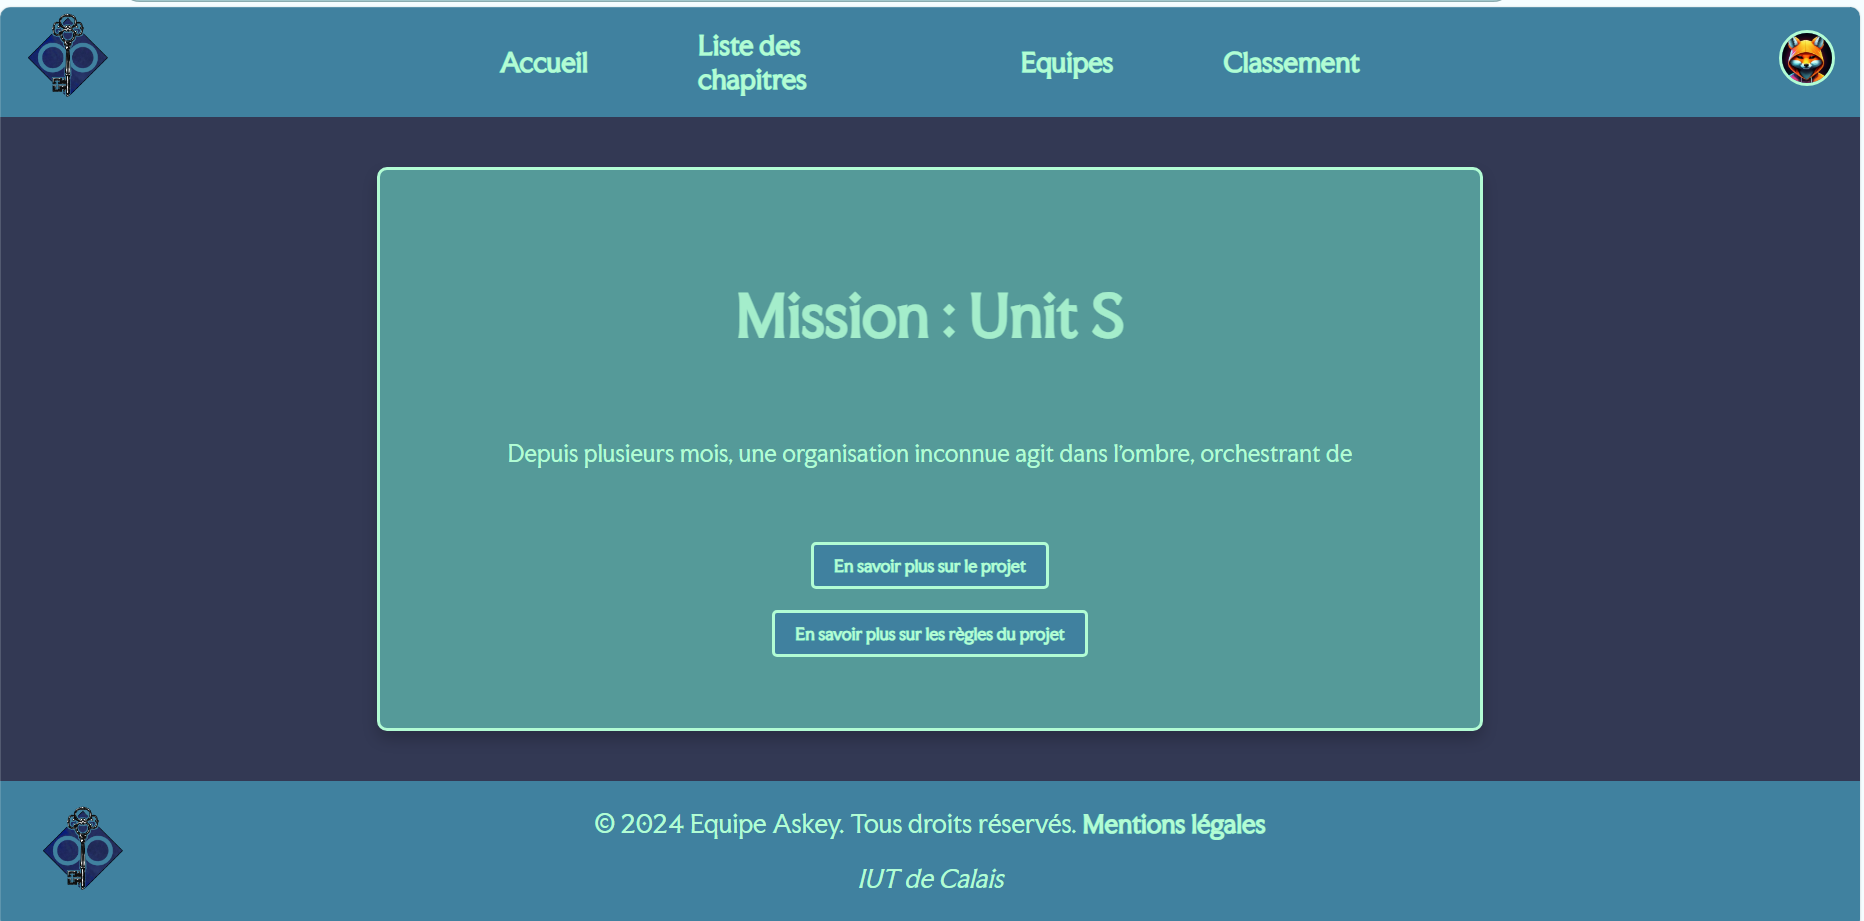 Accueil
Liste des
chapitres
Equipes
Classement
Mission : Unit S
Depuis plusieurs mois, une organisation inconnue agit dans l'ombre, orchestrant de
En savoir plus sur le projet
En savoir plus sur les règles du projet
© 2024 Equipe Askey. Tous droits réservés. Mentions légales
IUT de Calais